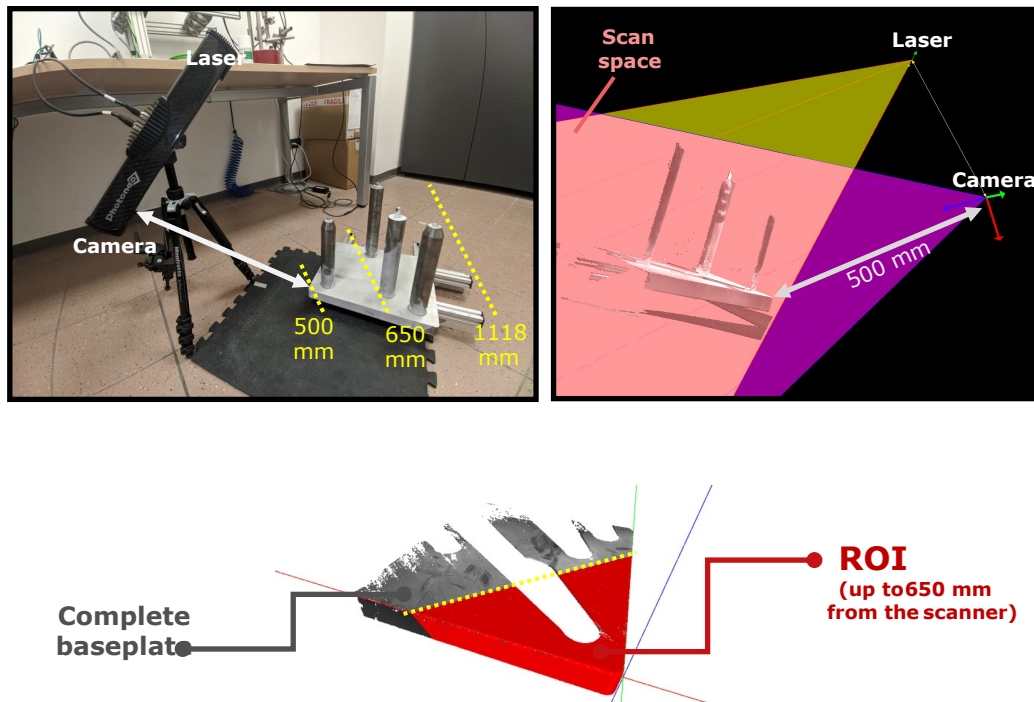 Laser
FRAGILE
Photoneo
Camera
500
mm
650
mm
1118
mm
Scan
space
Laser
Camera
500 mm
Complete
baseplate
ROI
(up to650 mm
from the scanner)